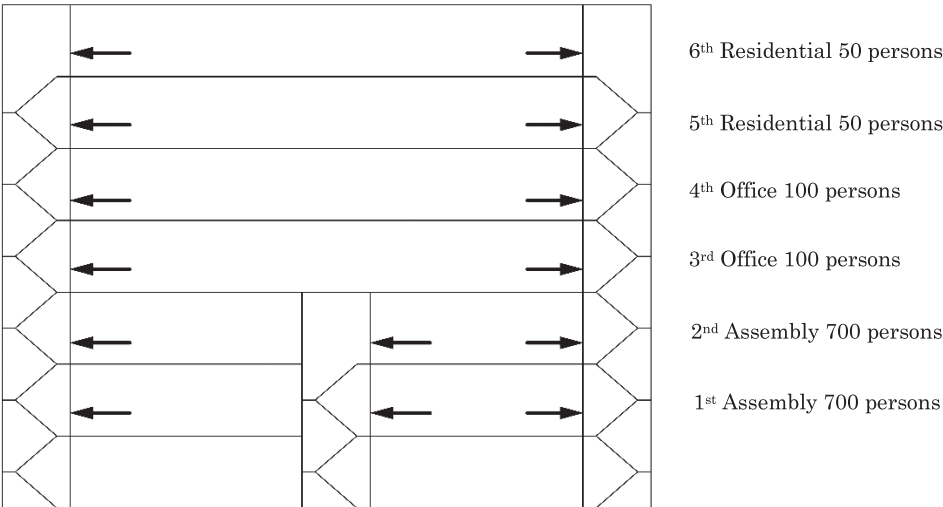 6th Residential 50 persons
5th Residential 50 persons
4th Office 100 persons
3rd Office 100 persons
2nd Assembly 700 persons
1st Assembly 700 persons